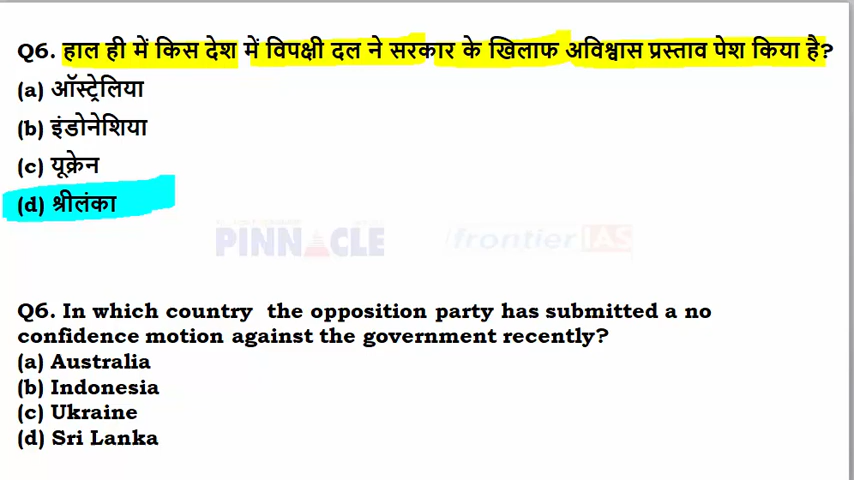 Q6. हाल ही में किस देश में विपक्षी दल ने सरकार के खिलाफ अविश्वास प्रस्ताव पेश किया है?
(a) ऑस्ट्रेलिया
(b) इंडोनेशिया
(c) यूक्रेन
(d) श्रीलंका
PINNACLE frontier IAS
Q6. In which country the opposition party has submitted a no
confidence motion against the government recently?
(a) Australia
(b) Indonesia
(c) Ukraine
(d) Sri Lanka